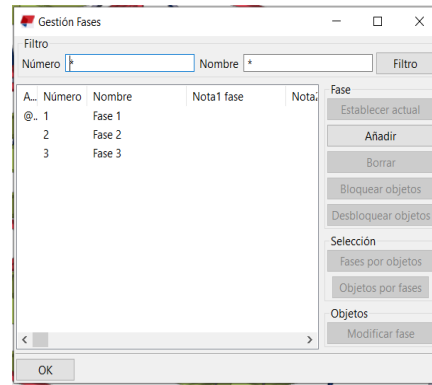 Gestión Fases
Filtro
Número * Nombre * Filtro
A... Número Nombre Nota1 fase Nota2
@.. 1 Fase 1
2 Fase 2
3 Fase 3
Fase
Establecer actual
Añadir
Borrar
Bloquear objetos
Desbloquear objetos
Selección
Fases por objetos
Objetos por fases
Objetos
Modificar fase
OK